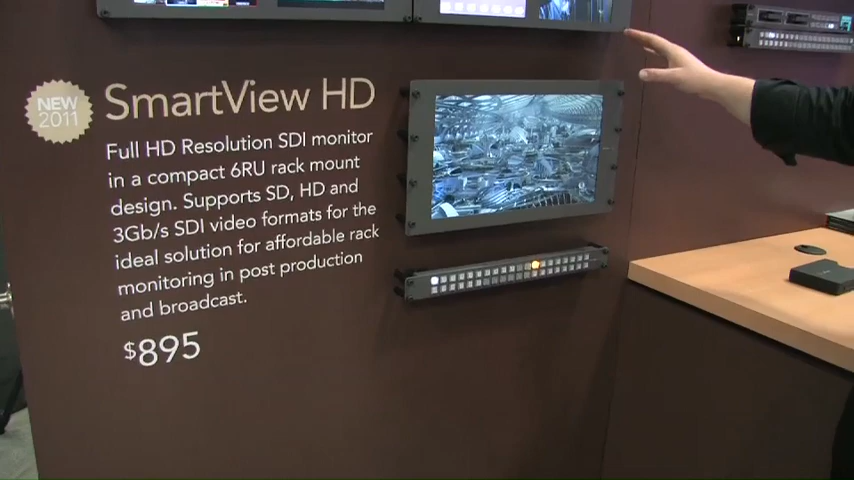 NEW
2011
SmartView HD
Full HD Resolution SDI monitor
in a compact 6RU rack mount
design. Supports SD, HD and
3Gb/s SDI video formats for the
ideal solution for affordable rack
monitoring in post production
and broadcast.
$895